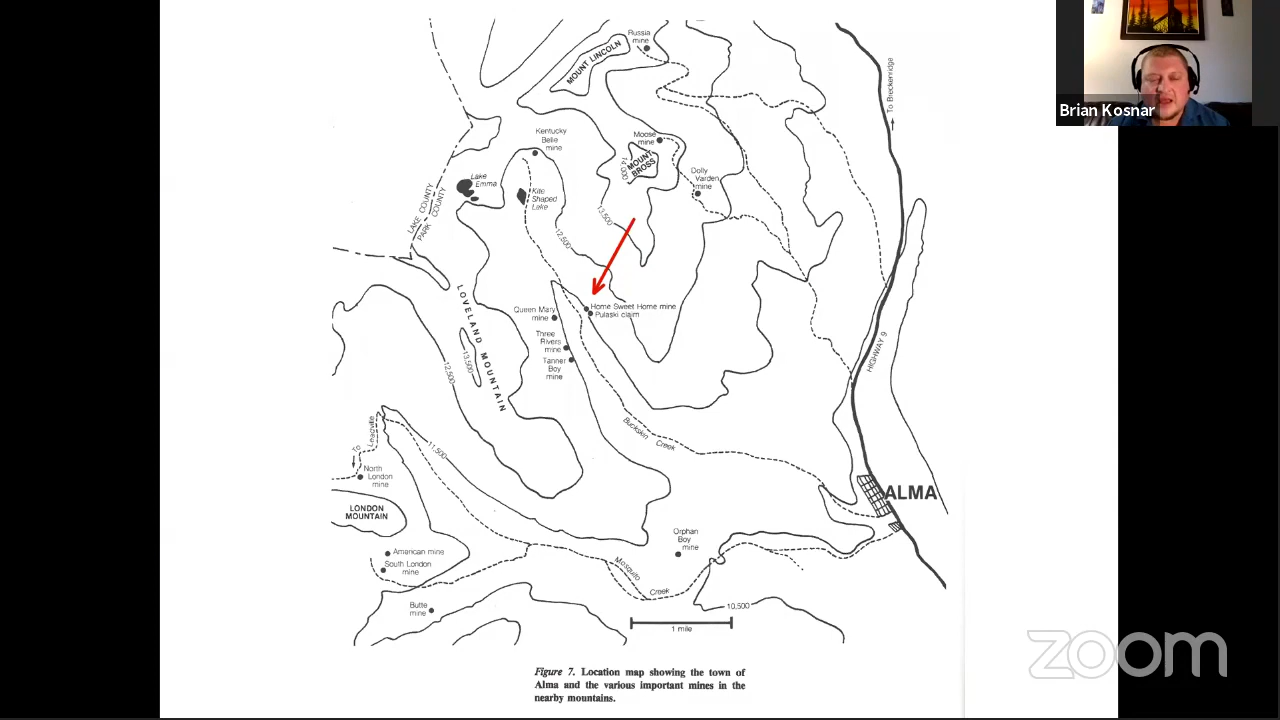 Russia
mine
MOUNT LINCOLN
To Breckenridge
Brian Kosnar
Kentucky
Belle
mine
Moose
mine
MOUNT
BROSS
14,000
Dolly
Varden
mine
Lake
Emma
Kite
Shaped
Lake
LAKE COUNTY
PARK COUNTY
13,500
12,500
LOVELAND MOUNTAIN
13,500
12,500
Home Sweet Home mine
Pulaski claim
Queen Mary
mine
Three
Rivers
mine
Tanner
Boy
mine
HIGHWAY 9
Buckskin Creek
To Leadville
11,500
North
London
mine
LONDON
MOUNTAIN
ALMA
American mine
South London
mine
Orphan
Boy
mine
Mosquito
Creek
Butte
mine
10,500
1 mile
zoom
Figure 7. Location map showing the town of
Alma and the various important mines in the
nearby mountains.